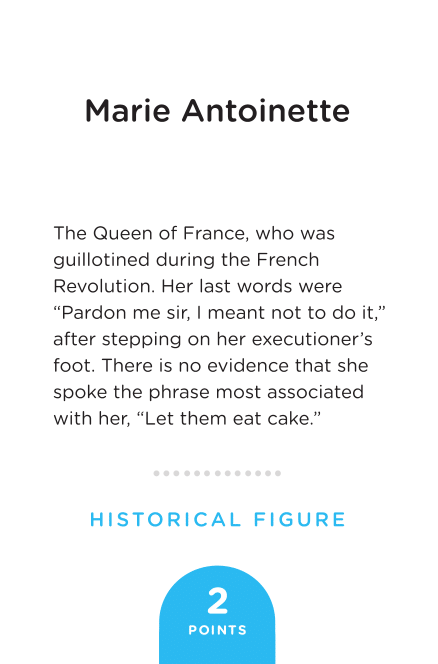 Marie Antoinette
The Queen of France, who was
guillotined during the French
Revolution. Her last words were
“Pardon me sir, I meant not to do it,”
after stepping on her executioner’s
foot. There is no evidence that she
spoke the phrase most associated
with her, “Let them eat cake.”
HISTORICAL FIGURE
2
POINTS